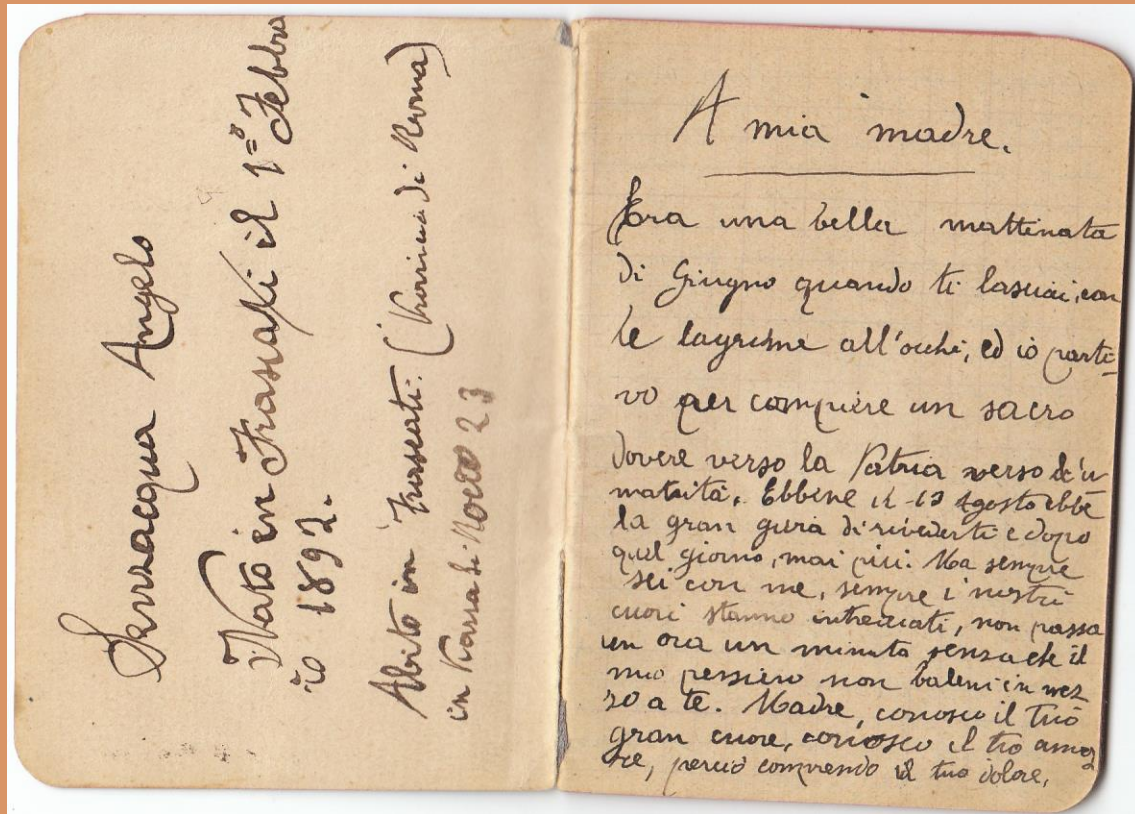 Serracqua Angelo
Nato in Frascati il 1º Febbra
io 1892.
Abito in Frascati. (Provincia di Roma)
in Piazza S. Rocco 23
A mia madre.
Era una bella mattinata
di Giugno quando ti lasciai, con
le lagrime all'occhi, ed io parti-
vo per compiere un sacro
dovere verso la Patria verso
Ebbene il 13 Agosto ebbe
la gran gioia di rivederti e dopo
quel giorno, mai più. Ma sempre
sei con me, sempre i nostri
cuori stanno intrecciati, non passa
un ora un minuto senza che il
mio pensiero non baleni in mez
zo a te. Madre, conosco il tuo
gran cuore, conosco il tuo amo
re, perciò comprendo il tuo dolore,